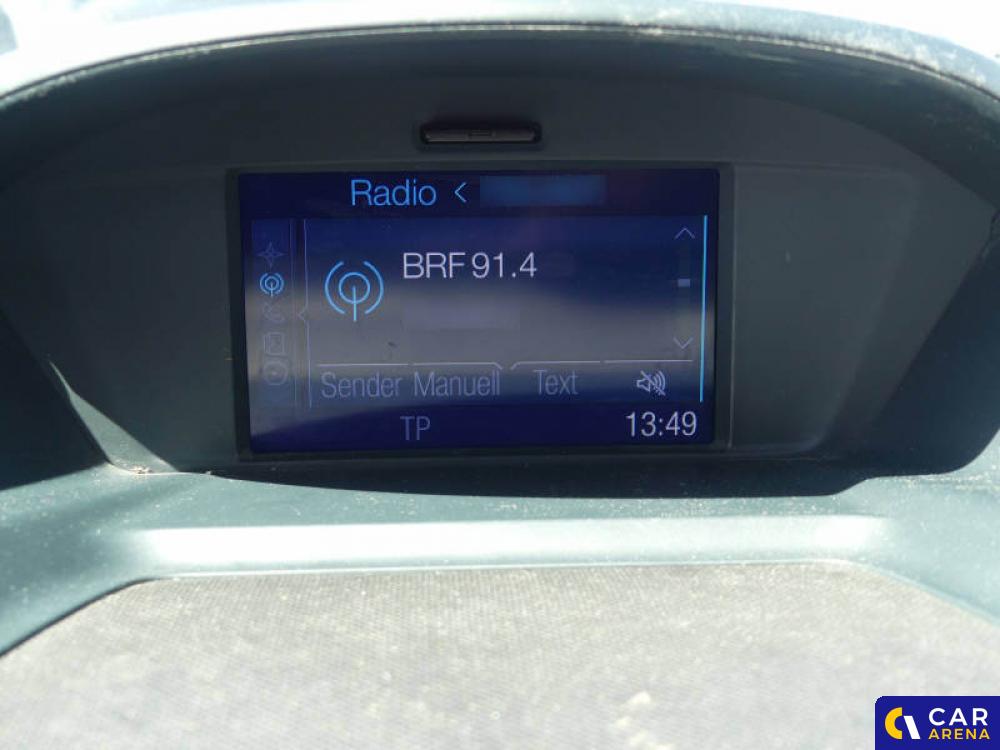 Radio <
BRF 91.4
Sender Manuell Text
TP 13:49
CAR
ARENA